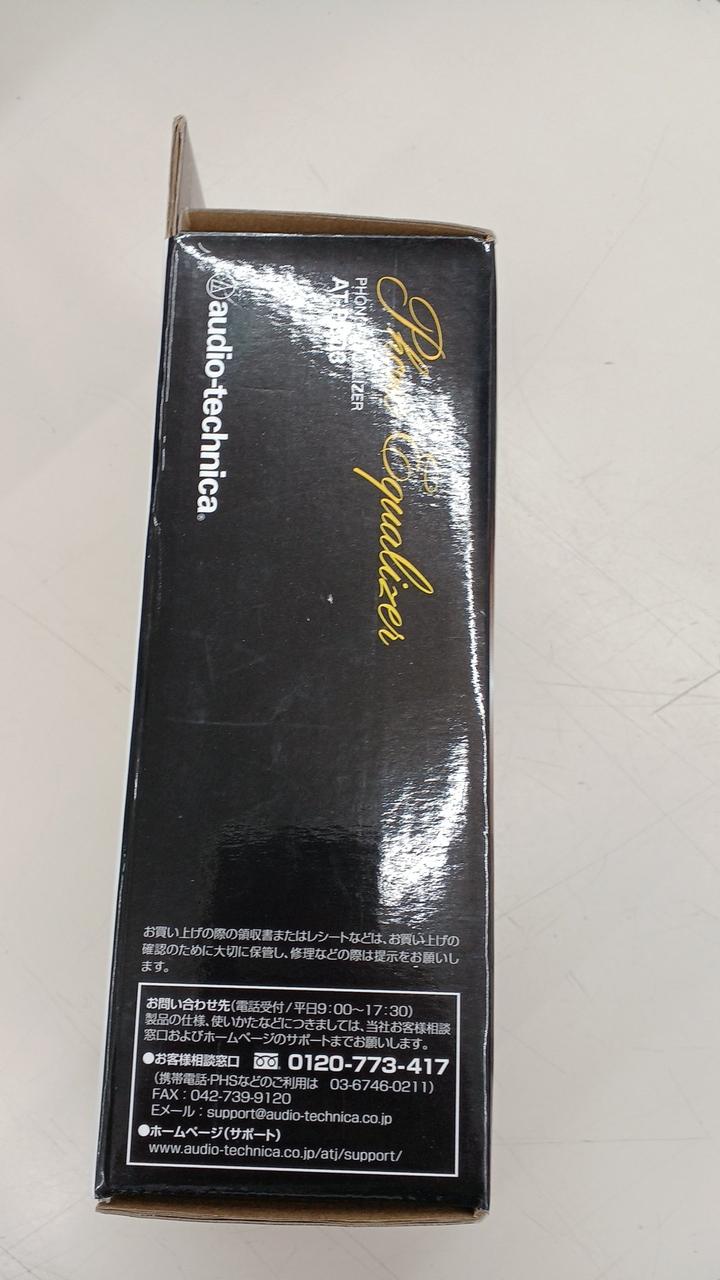 Phono Equalizer
PHONO EQUALIZER
audio-technica
お買い上げの際の領収書またはレシートなどは、お買い上げの
確認のために大切に保管し、修理などの際は提示をお願いし
ます。
お問い合わせ先(電話受付/平日9:00〜17:30)
製品の仕様、使いかたなどにつきましては、当社お客様相談
窓口およびホームページのサポートまでお願いします。
●お客様相談窓口 0120-773-417
(携帯電話・PHSなどのご利用は 03-6746-0211)
FAX:042-739-9120
Eメール:support@audio-technica.co.jp
●ホームページ(サポート)
www.audio-technica.co.jp/atj/support/